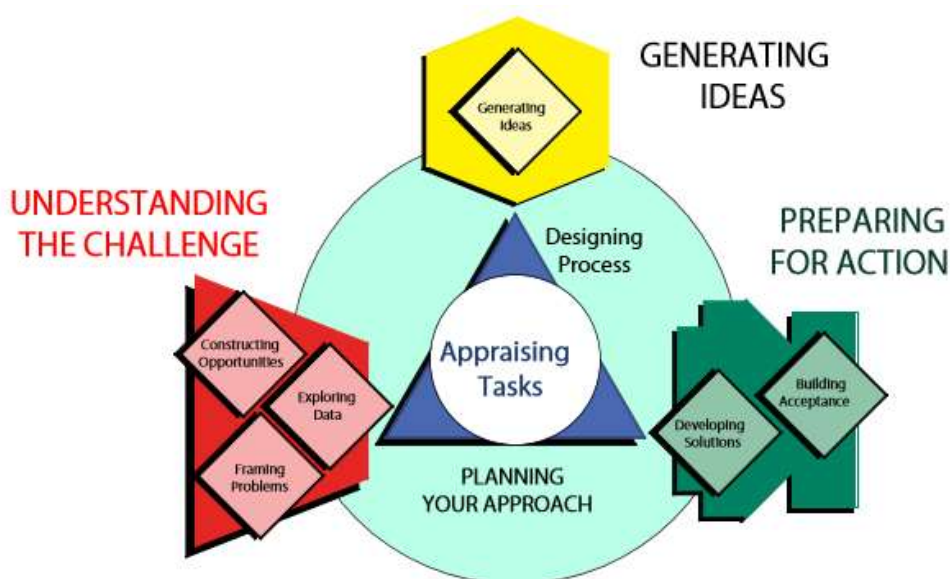 GENERATING
IDEAS
Generating
Ideas
UNDERSTANDING
THE CHALLENGE
Constructing
Opportunities
Exploring
Data
Framing
Problems
Designing
Process
Appraising
Tasks
PLANNING
YOUR APPROACH
PREPARING
FOR ACTION
Building
Acceptance
Developing
Solutions